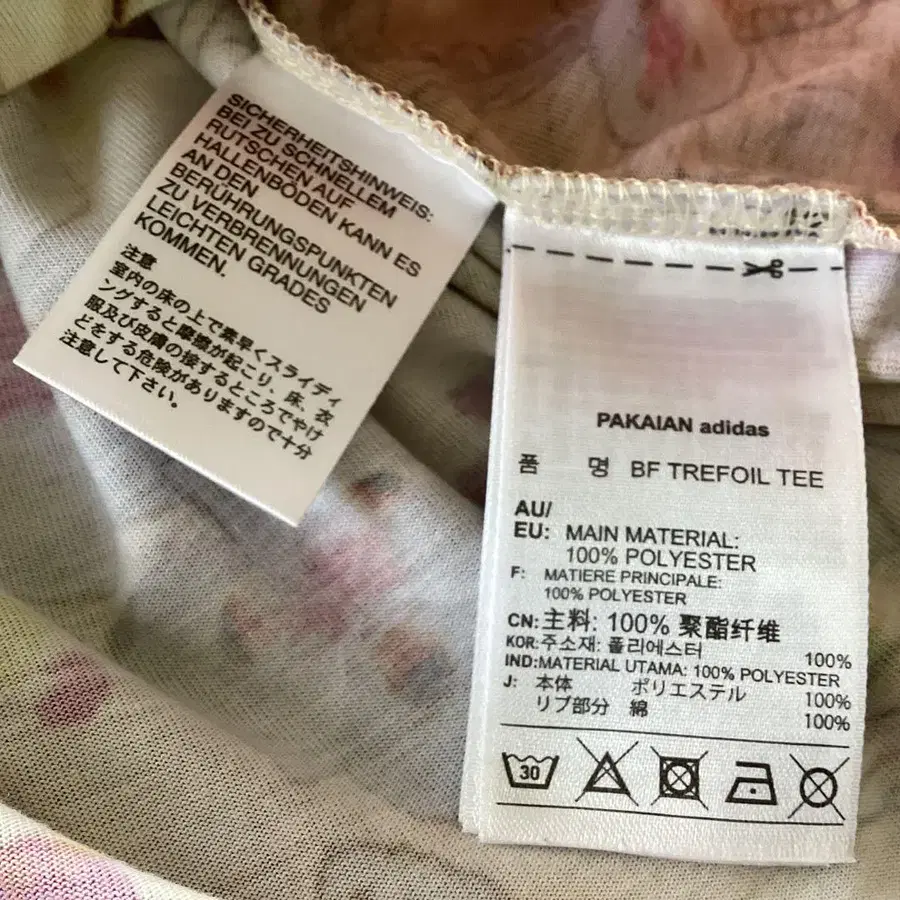 SICHERHEITSHINWEIS:
BEI ZU SCHNELLEM
RUTSCHEN AUF
HALLENBÖDEN KANN ES
AN DEN
BERÜHRUNGSPUNKTEN
ZU VERBRENNUNGEN
LEICHTEN GRADES
KOMMEN.
注意
室内の床の上で素早くスライディ
ングすると摩擦が起こり、床、衣
服及び皮膚の接するところでやけ
どをする危険がありますので十分
注意して下さい。
PAKAIAN adidas
품 명 BF TREFOIL TEE
AU/
EU: MAIN MATERIAL:
100% POLYESTER
F: MATIERE PRINCIPALE:
100% POLYESTER
CN: 主料: 100% 聚酯纤维
KOR: 주소재: 폴리에스터 100%
IND: MATERIAL UTAMA: 100% POLYESTER
J: 本体 ポリエステル 100%
リブ部分 綿 100%
30